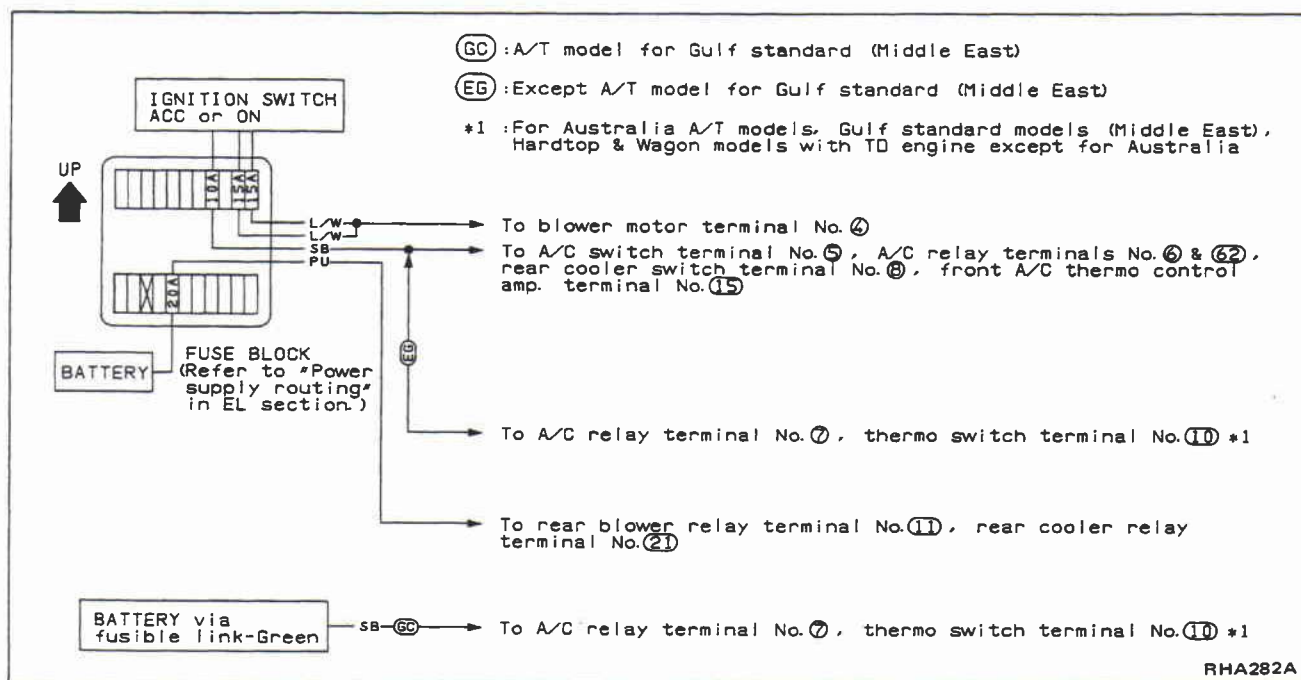 GC : A/T model for Gulf standard (Middle East)
EG : Except A/T model for Gulf standard (Middle East)
*1 : For Australia A/T models, Gulf standard models (Middle East),
Hardtop & Wagon models with TD engine except for Australia
IGNITION SWITCH
ACC or ON
UP
10A 15A 15A
L/W
L/W
SB
PU
To blower motor terminal No. ④
To A/C switch terminal No. ⑤, A/C relay terminals No. ⑥ & 62,
rear cooler switch terminal No. ⑧, front A/C thermo control
amp. terminal No. 15
20A
BATTERY
FUSE BLOCK
(Refer to "Power
supply routing"
in EL section.)
EG
To A/C relay terminal No. ⑦, thermo switch terminal No. 10 *1
To rear blower relay terminal No. 11, rear cooler relay
terminal No. 21
BATTERY via
fusible link-Green
SB GC
To A/C relay terminal No. ⑦, thermo switch terminal No. 10 *1
RHA282A